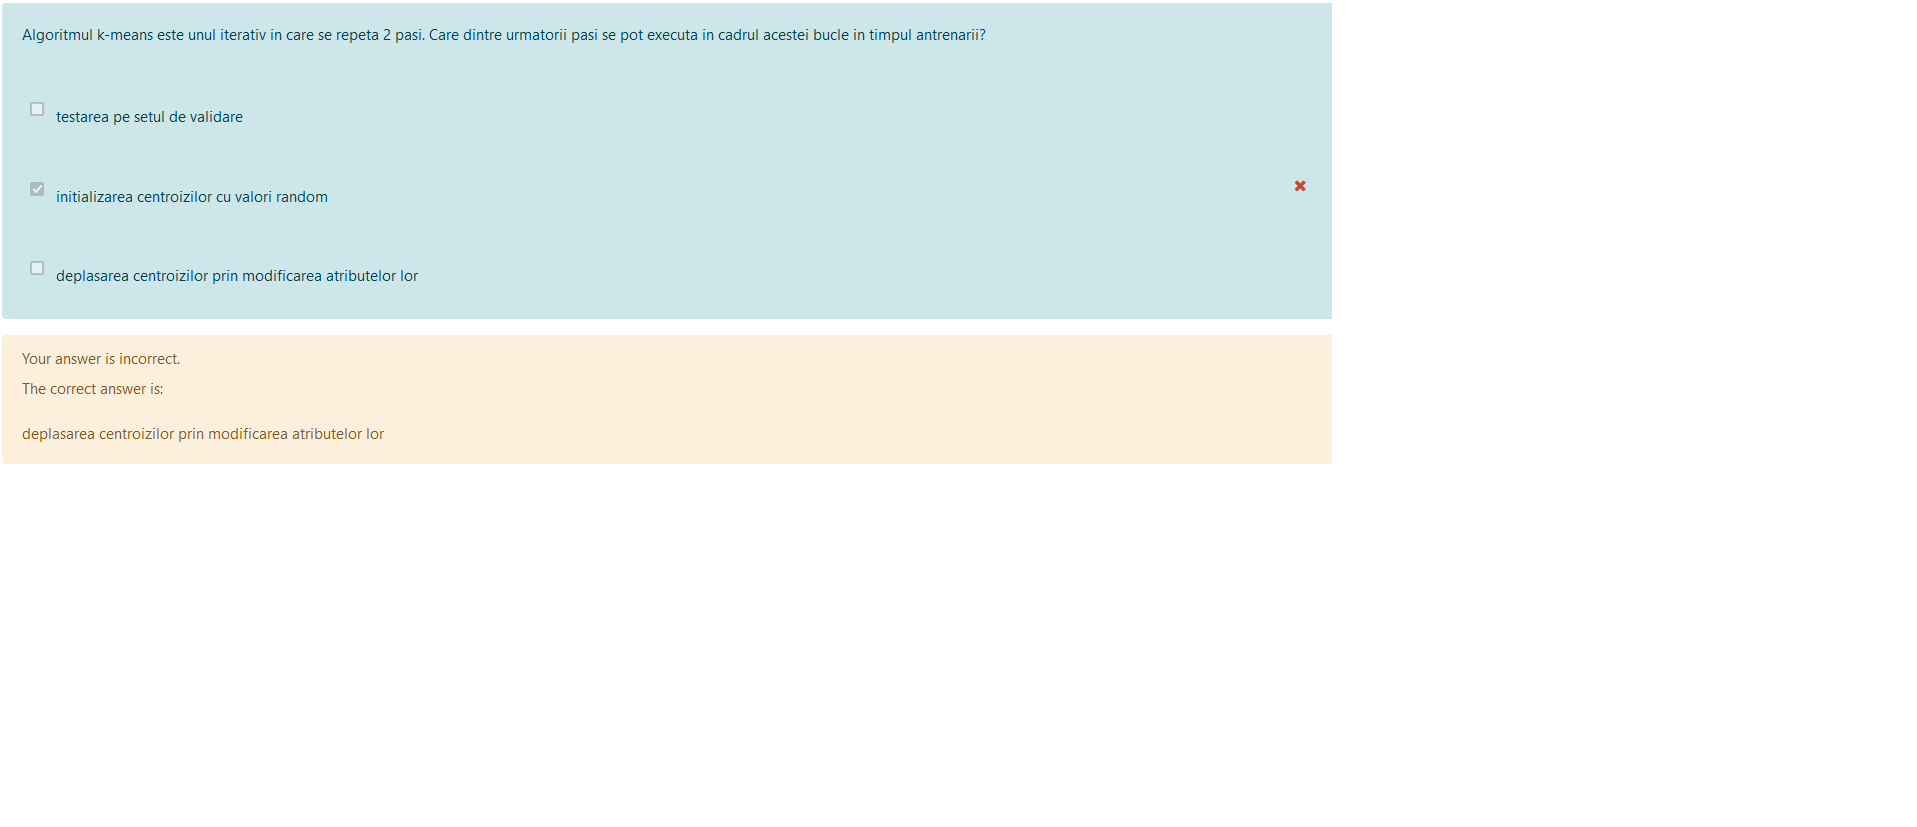 Algoritmul k-means este unul iterativ in care se repeta 2 pasi. Care dintre urmatorii pasi se pot executa in cadrul acestei bucle in timpul antrenarii?
testarea pe setul de validare
initializarea centroizilor cu valori random
deplasarea centroizilor prin modificarea atributelor lor
Your answer is incorrect.
The correct answer is:
deplasarea centroizilor prin modificarea atributelor lor